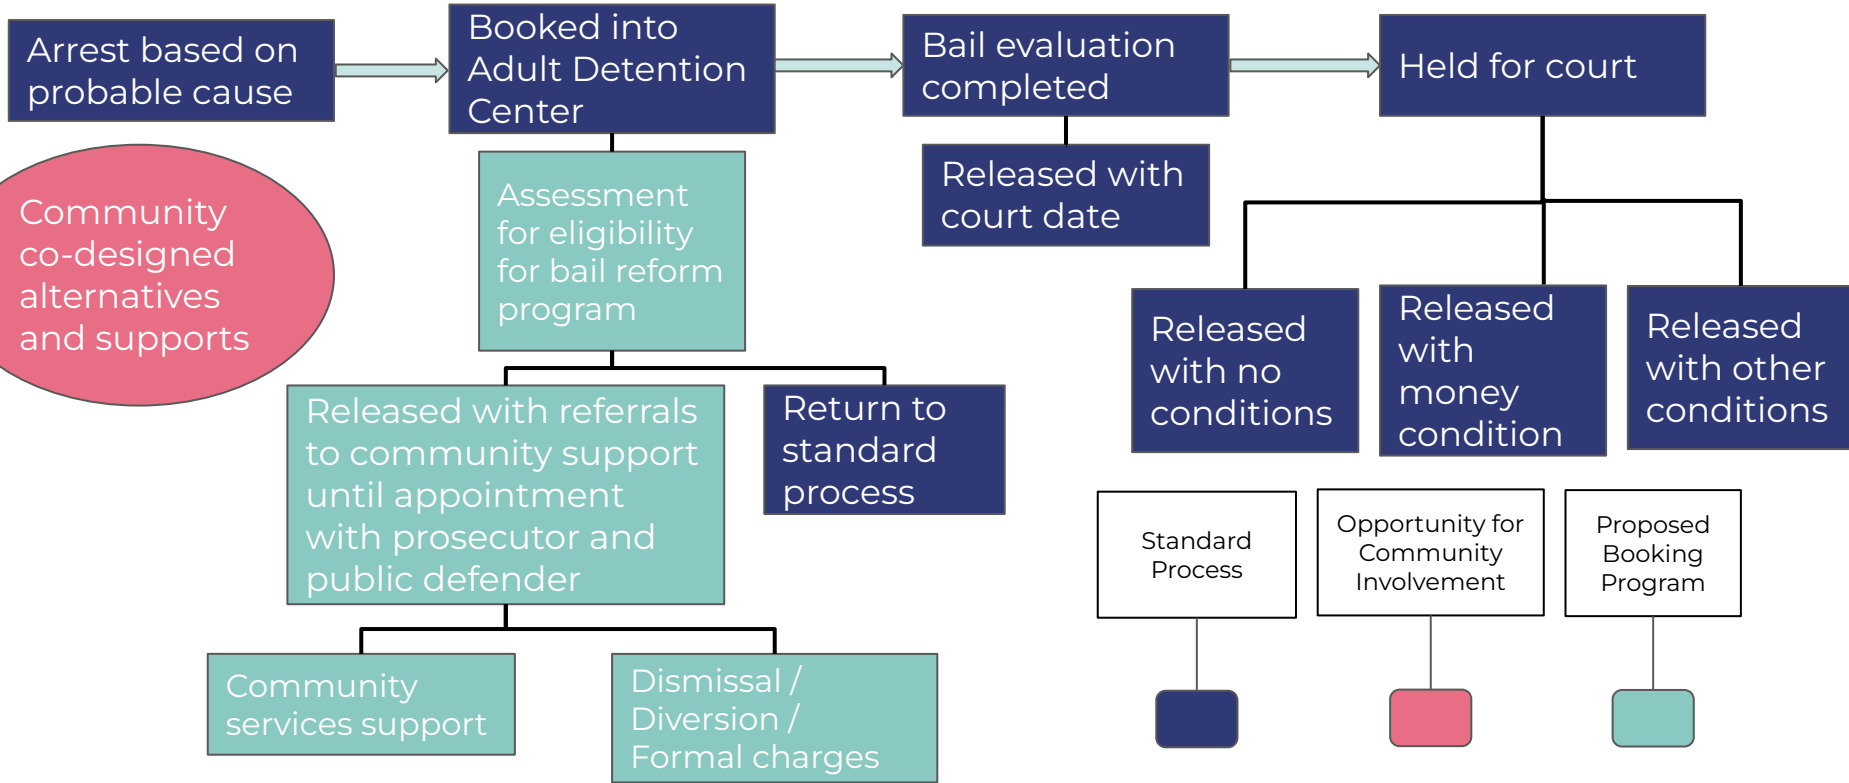 Arrest based on
probable cause
Booked into
Adult Detention
Center
Bail evaluation
completed
Held for court
Community
co-designed
alternatives
and supports
Assessment
for eligibility
for bail reform
program
Released with
court date
Released with referrals
to community support
until appointment
with prosecutor and
public defender
Return to
standard
process
Released
with no
conditions
Released
with
money
condition
Released
with other
conditions
Community
services support
Dismissal /
Diversion /
Formal charges
Standard
Process
Opportunity for
Community
Involvement
Proposed
Booking
Program